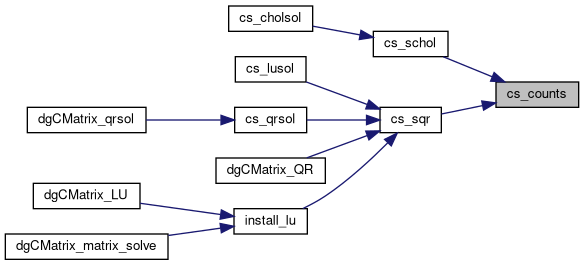 cs_cholsol
cs_schol
cs_lusol
cs_counts
dgCMatrix_qrsol
cs_qrsol
cs_sqr
dgCMatrix_QR
dgCMatrix_LU
install_lu
dgCMatrix_matrix_solve